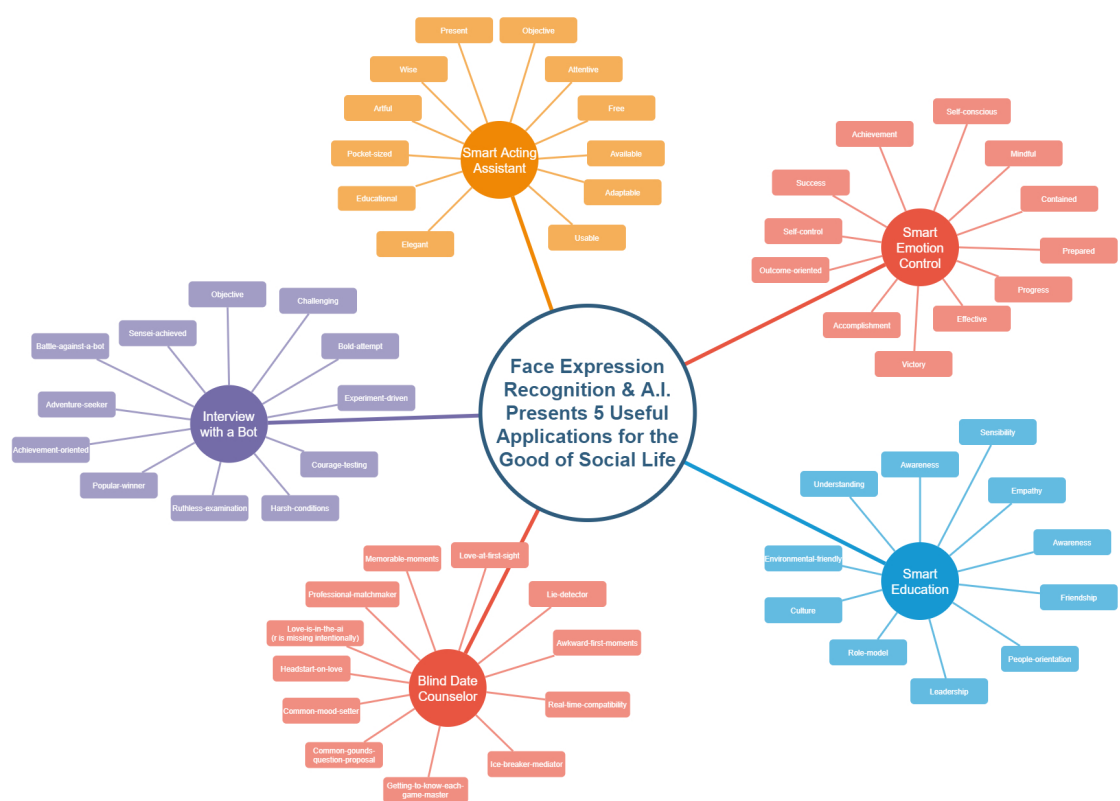 Face Expression
Recognition & A.I.
Presents 5 Useful
Applications for the
Good of Social Life
Smart Acting
Assistant
Present
Objective
Wise
Attentive
Artful
Free
Pocket-sized
Available
Educational
Adaptable
Elegant
Usable
Smart
Emotion
Control
Self-conscious
Achievement
Mindful
Success
Contained
Self-control
Prepared
Outcome-oriented
Progress
Accomplishment
Effective
Victory
Interview
with a Bot
Objective
Challenging
Sensei-achieved
Bold-attempt
Battle-against-a-bot
Experiment-driven
Adventure-seeker
Achievement-oriented
Courage-testing
Popular-winner
Ruthless-examination
Harsh-conditions
Smart
Education
Sensibility
Awareness
Understanding
Empathy
Awareness
Environmental-friendly
Friendship
Culture
Role-model
People-orientation
Leadership
Blind Date
Counselor
Memorable-moments
Love-at-first-sight
Professional-matchmaker
Lie-detector
Love-is-in-the-ai
(r is missing intentionally)
Awkward-first-moments
Headstart-on-love
Real-time-compatibility
Common-mood-setter
Common-gounds-
question-proposal
Ice-breaker-mediator
Getting-to-know-each-
game-master